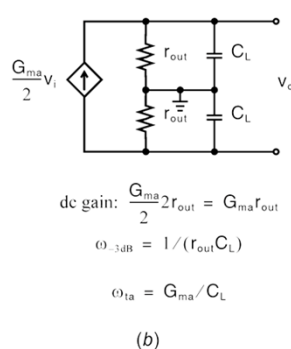 r_out C_L
G_ma/2 v_i
v_o
r_out C_L
dc gain: G_ma/2 2r_out = G_ma r_out
ω_-3dB = 1/(r_out C_L)
ω_ta = G_ma/C_L
(b)